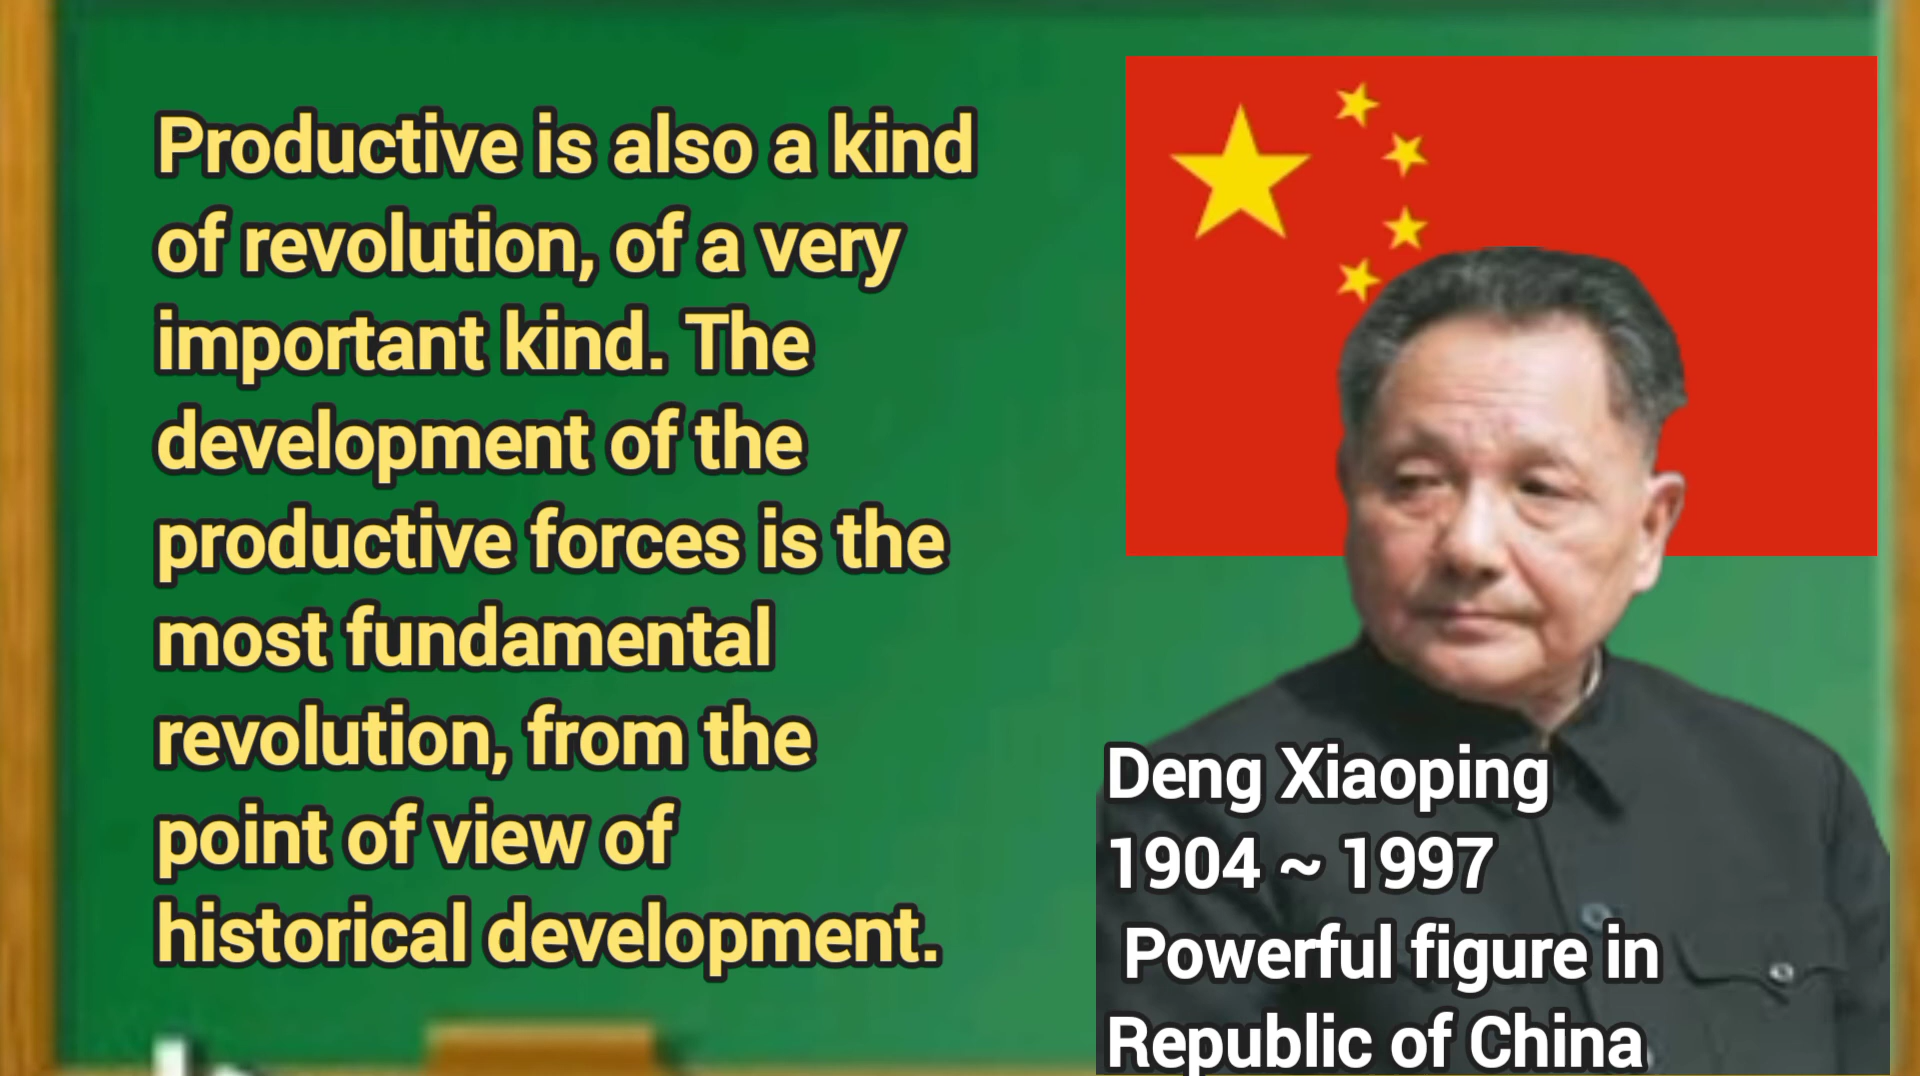 Productive is also a kind
of revolution, of a very
important kind. The
development of the
productive forces is the
most fundamental
revolution, from the
point of view of
historical development.
Deng Xiaoping
1904 ~ 1997
Powerful figure in
Republic of China